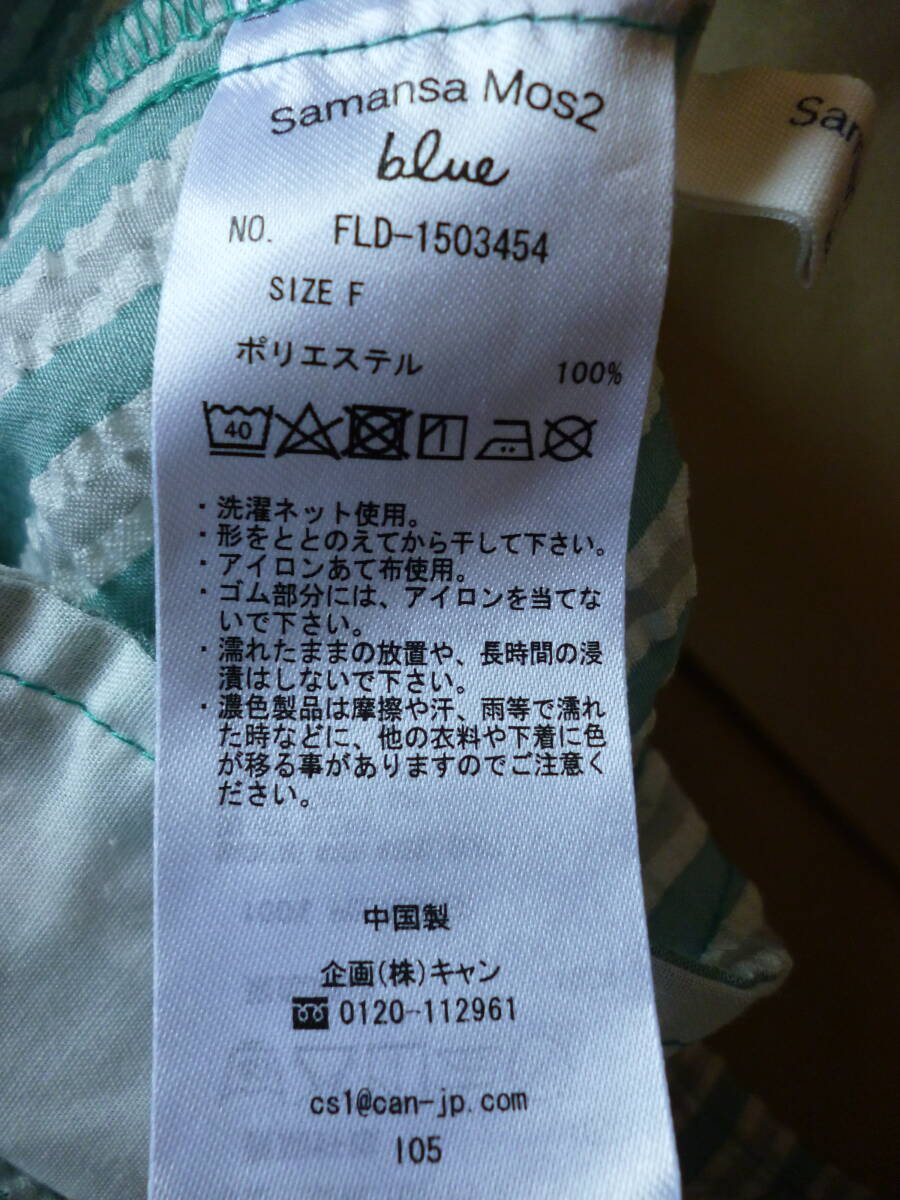 Samansa Mos2
blue
NO. FLD-1503454
SIZE F
ポリエステル 100%
40
・洗濯ネット使用。
・形をととのえてから干して下さい。
・アイロンあて布使用。
・ゴム部分には、アイロンを当てな
いで下さい。
・濡れたままの放置や、長時間の浸
漬はしないで下さい。
・濃色製品は摩擦や汗、雨等で濡れ
た時などに、他の衣料や下着に色
が移る事がありますのでご注意く
ださい。
中国製
企画(株)キャン
0120-112961
cs1@can-jp.com
I05
Sam